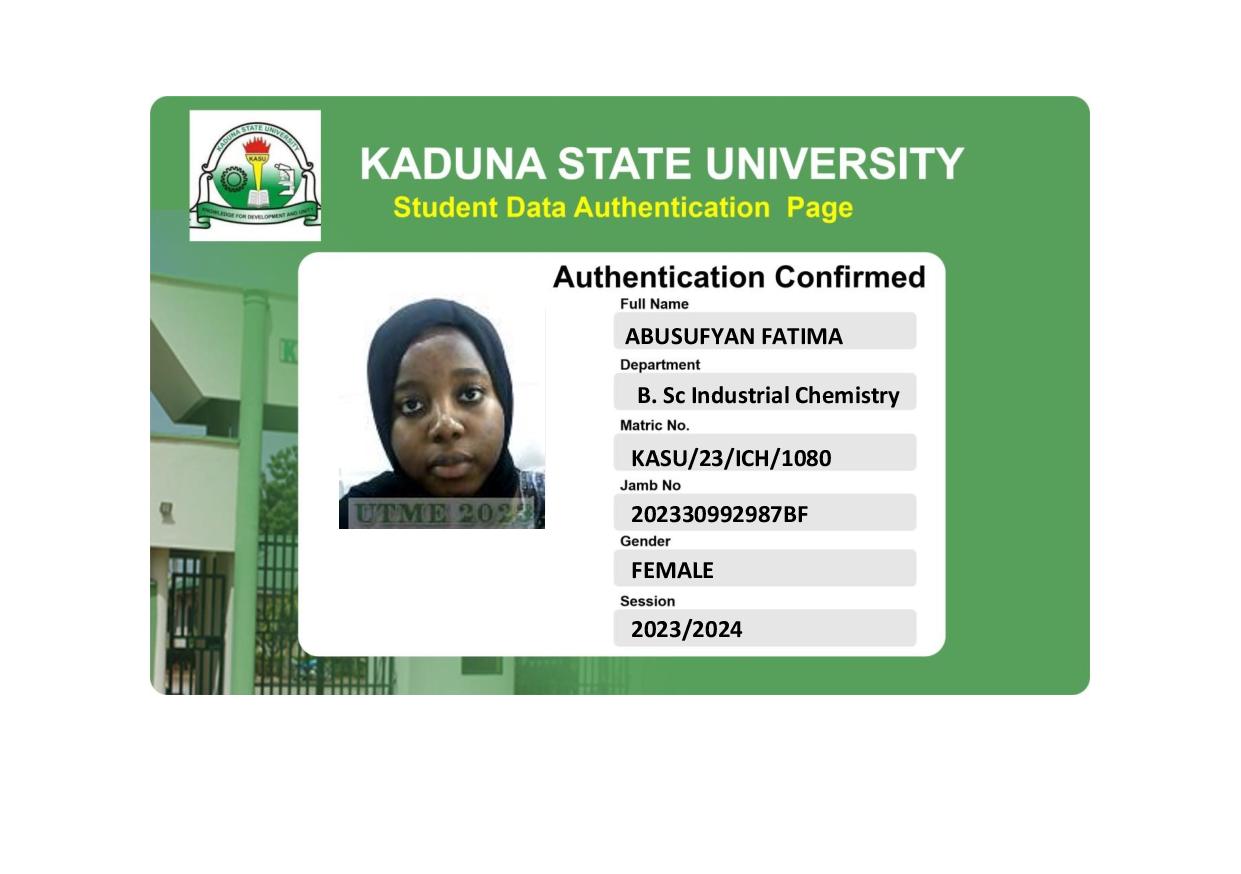 KADUNA STATE UNIVERSITY
KASU
KNOWLEDGE FOR DEVELOPMENT AND UNITY
KADUNA STATE UNIVERSITY
Student Data Authentication Page
Authentication Confirmed
Full Name
ABUSUFYAN FATIMA
Department
B. Sc Industrial Chemistry
Matric No.
KASU/23/ICH/1080
Jamb No
202330992987BF
Gender
FEMALE
Session
2023/2024
UTME 2023
K